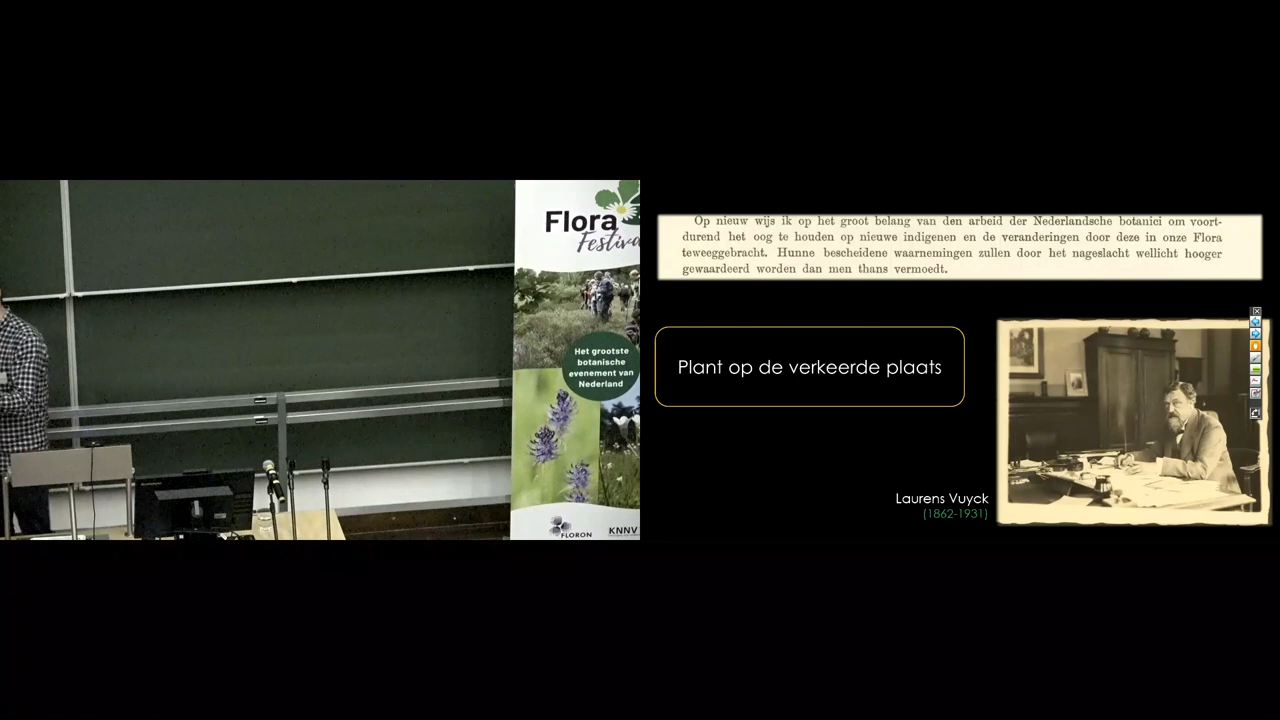 Flora
Festiva
Het grootste
botanische
evenement van
Nederland
FLORON
KNNV
Op nieuw wijs ik op het groot belang van den arbeid der Nederlandsche botanici om voort-
durend het oog te houden op nieuwe indigenen en de veranderingen door deze in onze Flora
teweeggebracht. Hunne bescheidene waarnemingen zullen door het nageslacht wellicht hooger
gewaardeerd worden dan men thans vermoedt.
Plant op de verkeerde plaats
Laurens Vuyck
(1862-1931)